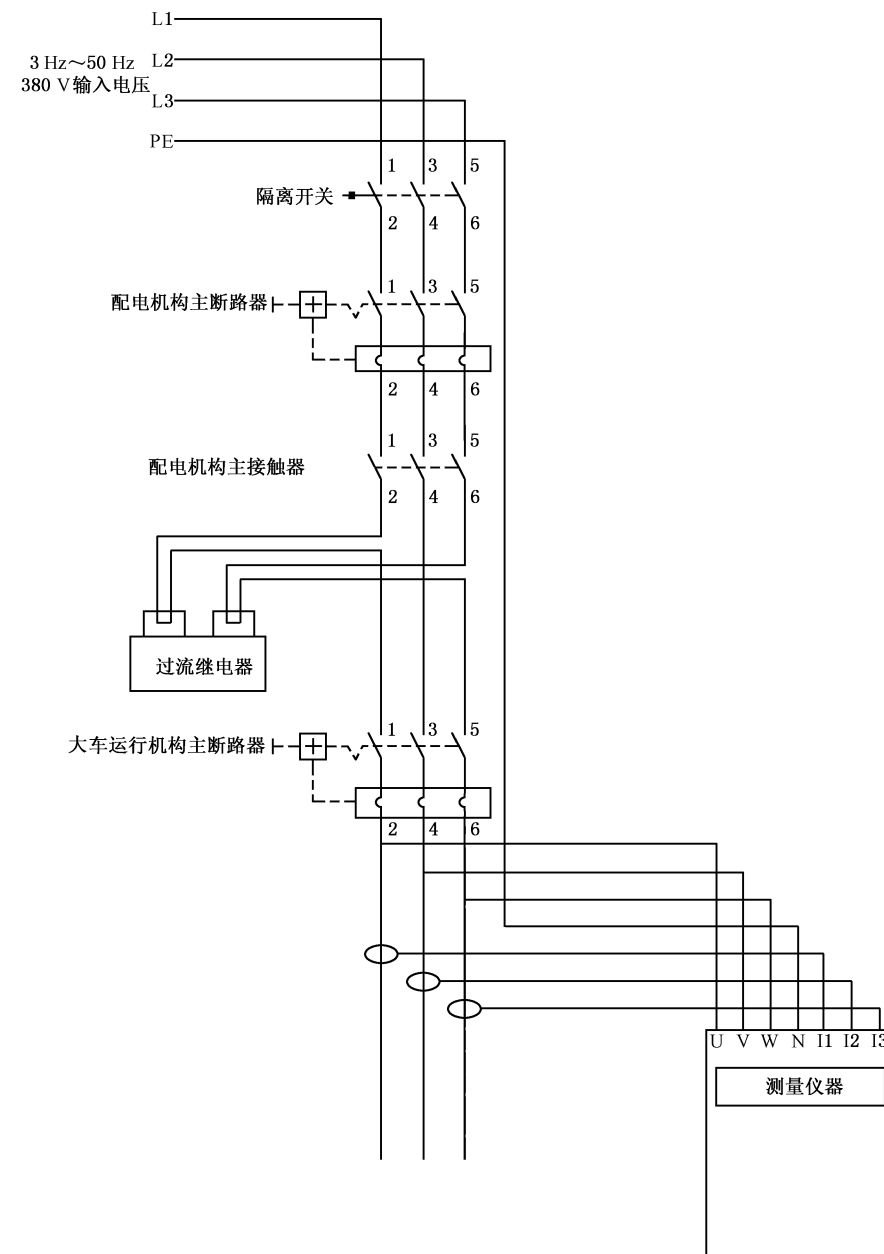 L1
L2
3 Hz～50 Hz
380 V输入电压
L3
PE
1 3 5
隔离开关
2 4 6
1 3 5
配电机构主断路器
2 4 6
1 3 5
配电机构主接触器
2 4 6
过流继电器
1 3 5
大车运行机构主断路器
2 4 6
U V W N I1 I2 I3
测量仪器